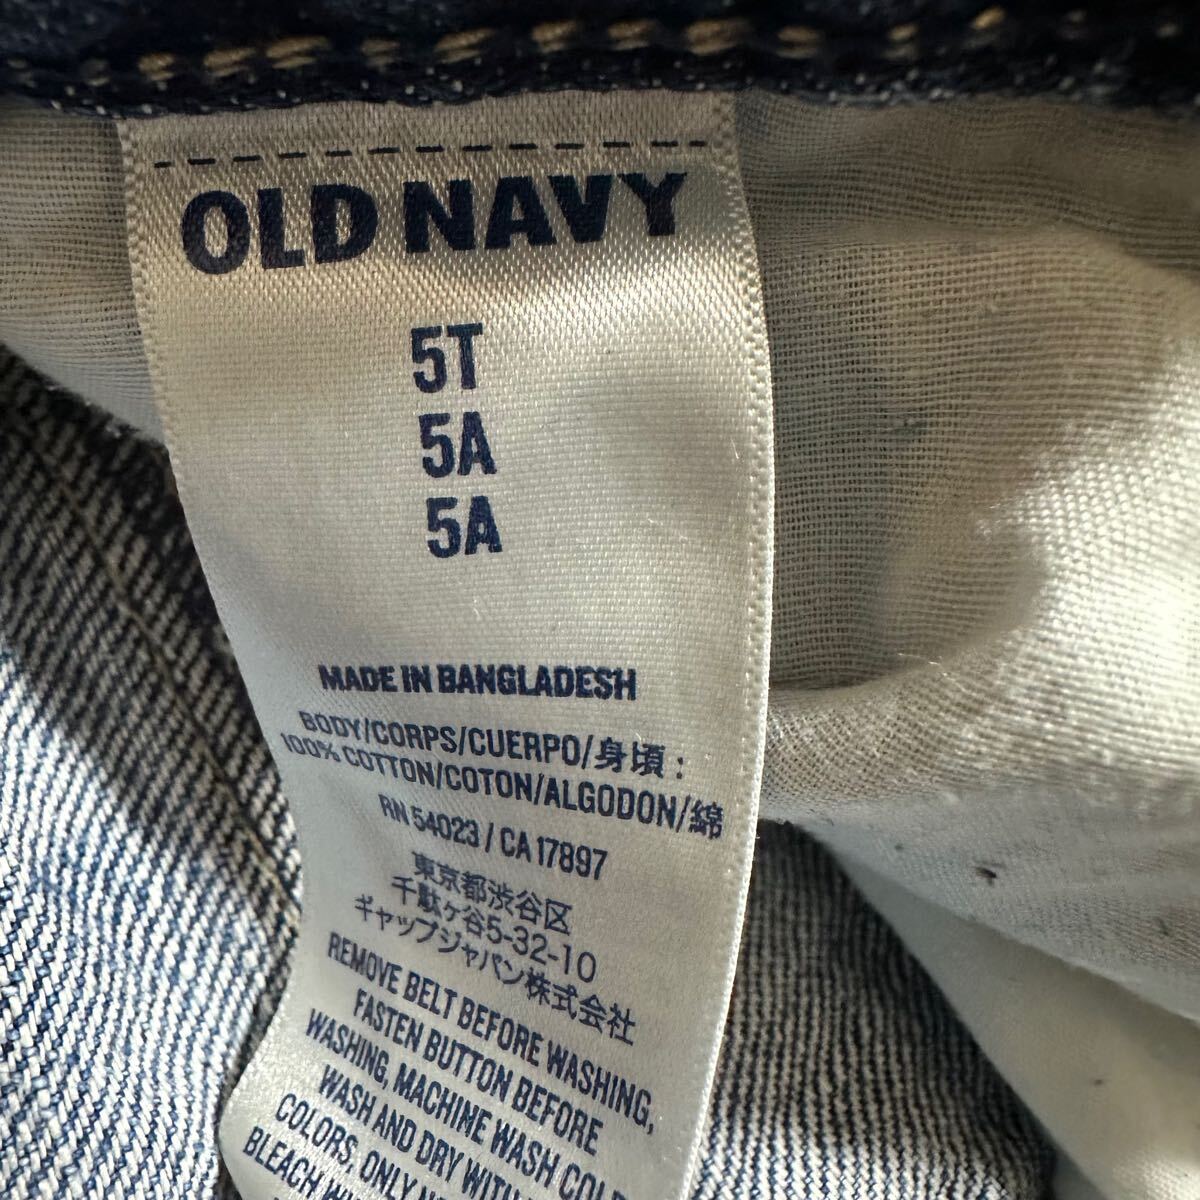 OLD NAVY
5T
5A
5A
MADE IN BANGLADESH
BODY/CORPS/CUERPO/身頃:
100% COTTON/COTON/ALGODON/綿
RN 54023 / CA 17897
東京都渋谷区
千駄ヶ谷5-32-10
ギャップジャパン株式会社
REMOVE BELT BEFORE WASHING,
FASTEN BUTTON BEFORE
WASHING, MACHINE WASH COLD
WASH AND DRY WITH
COLORS, ONLY
BLEACH